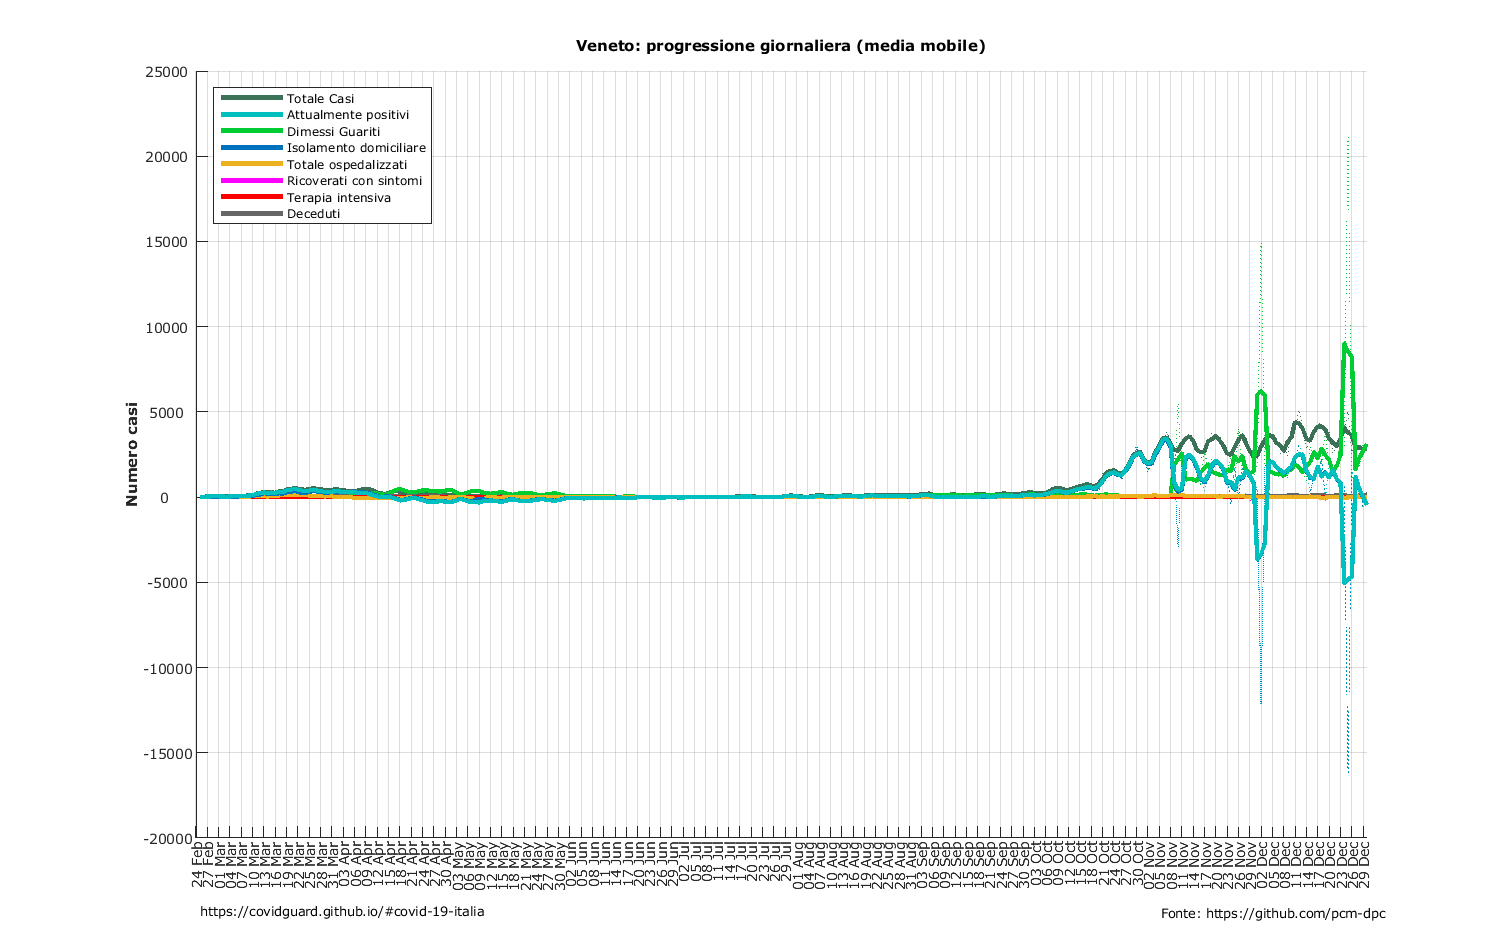 Veneto: progressione giornaliera (media mobile)
25000
20000
15000
10000
5000
0
-5000
-10000
-15000
-20000
Numero casi
Totale Casi
Attualmente positivi
Dimessi Guariti
Isolamento domiciliare
Totale ospedalizzati
Ricoverati con sintomi
Terapia intensiva
Deceduti
24 Feb
27 Feb
01 Mar
04 Mar
07 Mar
10 Mar
13 Mar
16 Mar
19 Mar
22 Mar
25 Mar
28 Mar
31 Mar
03 Apr
06 Apr
09 Apr
12 Apr
15 Apr
18 Apr
21 Apr
24 Apr
27 Apr
30 Apr
03 May
06 May
09 May
12 May
15 May
18 May
21 May
24 May
27 May
30 May
02 Jun
05 Jun
08 Jun
11 Jun
14 Jun
17 Jun
20 Jun
23 Jun
26 Jun
29 Jun
02 Jul
05 Jul
08 Jul
11 Jul
14 Jul
17 Jul
20 Jul
23 Jul
26 Jul
29 Jul
01 Aug
04 Aug
07 Aug
10 Aug
13 Aug
16 Aug
19 Aug
22 Aug
25 Aug
28 Aug
31 Aug
03 Sep
06 Sep
09 Sep
12 Sep
15 Sep
18 Sep
21 Sep
24 Sep
27 Sep
30 Sep
03 Oct
06 Oct
09 Oct
12 Oct
15 Oct
18 Oct
21 Oct
24 Oct
27 Oct
30 Oct
02 Nov
05 Nov
08 Nov
11 Nov
14 Nov
17 Nov
20 Nov
23 Nov
26 Nov
29 Nov
02 Dec
05 Dec
08 Dec
11 Dec
14 Dec
17 Dec
20 Dec
23 Dec
26 Dec
29 Dec
https://covidguard.github.io/#covid-19-italia
Fonte: https://github.com/pcm-dpc